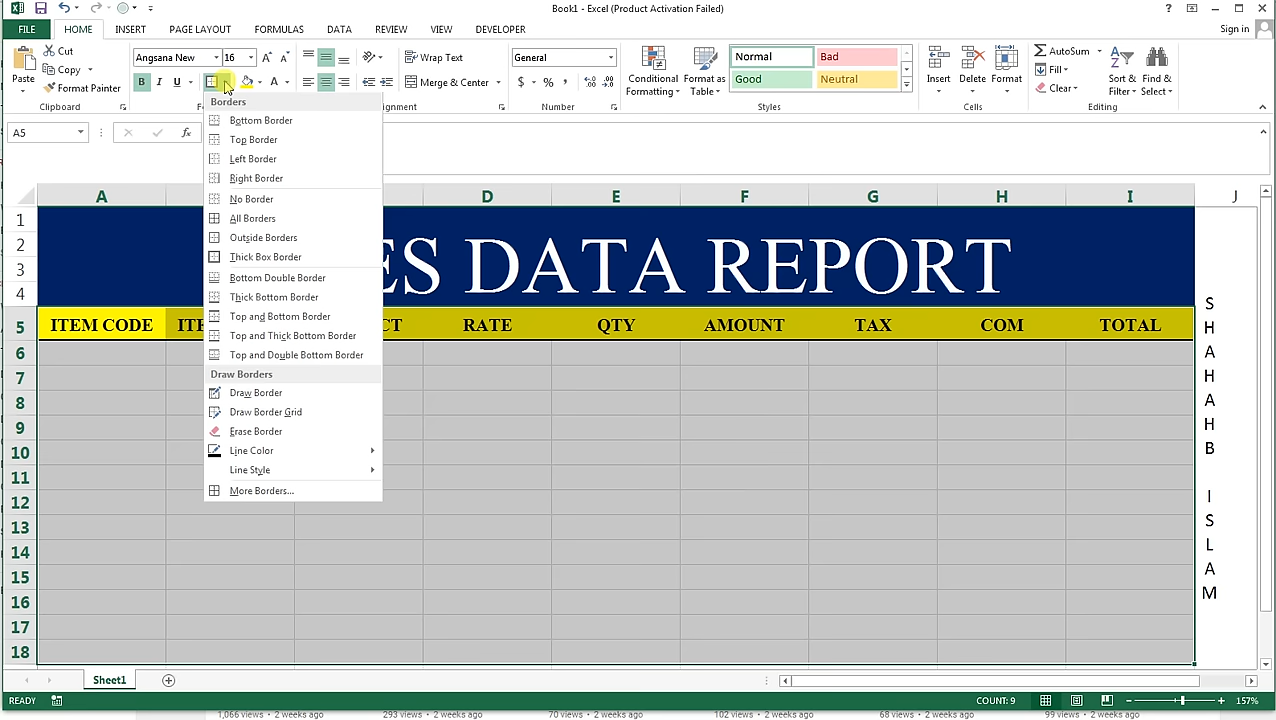 Book1 - Excel (Product Activation Failed)
FILE HOME INSERT PAGE LAYOUT FORMULAS DATA REVIEW VIEW DEVELOPER Sign in
Paste
Cut
Copy
Format Painter
Clipboard
Angsana New 16
B I U
General
Wrap Text
Merge & Center
$ % ,
Number
Conditional Formatting
Format as Table
Normal Bad
Good Neutral
Styles
Insert Delete Format
Cells
AutoSum
Fill
Clear
Sort & Filter
Find & Select
Editing
A5
fx
Borders
Bottom Border
Top Border
Left Border
Right Border
No Border
All Borders
Outside Borders
Thick Box Border
Bottom Double Border
Thick Bottom Border
Top and Bottom Border
Top and Thick Bottom Border
Top and Double Bottom Border
Draw Borders
Draw Border
Draw Border Grid
Erase Border
Line Color
Line Style
More Borders...
A D E F G H I J
1
2
3
4
5
6
7
8
9
10
11
12
13
14
15
16
17
18
ES DATA REPORT
ITEM CODE ITE CT RATE QTY AMOUNT TAX COM TOTAL
S
H
A
H
A
H
B
I
S
L
A
M
Sheet1
READY COUNT: 9 157%
1,066 views • 2 weeks ago 293 views • 2 weeks ago 70 views • 2 weeks ago 102 views • 2 weeks ago 68 views • 2 weeks ago 99 views • 2 weeks ago